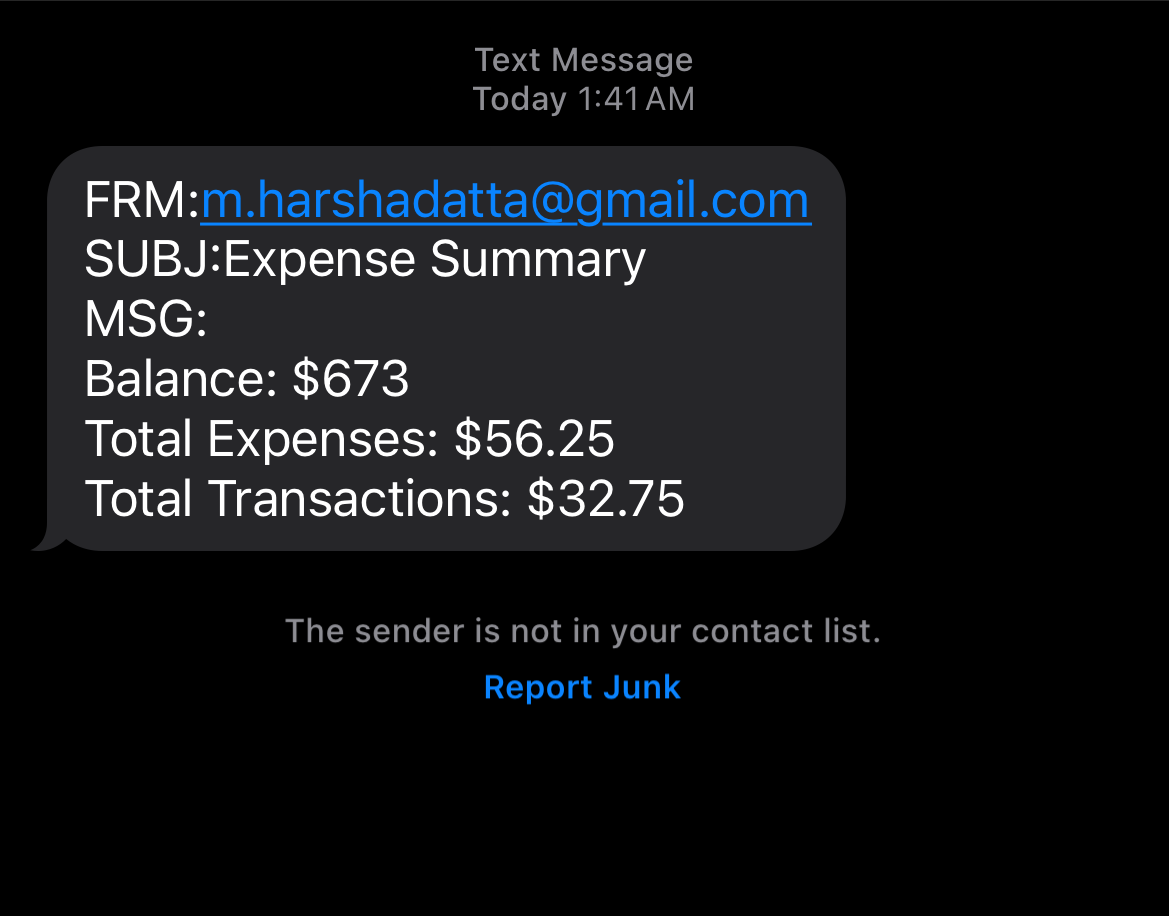 Text Message
Today 1:41 AM
FRM:m.harshadatta@gmail.com
SUBJ:Expense Summary
MSG:
Balance: $673
Total Expenses: $56.25
Total Transactions: $32.75
The sender is not in your contact list.
Report Junk